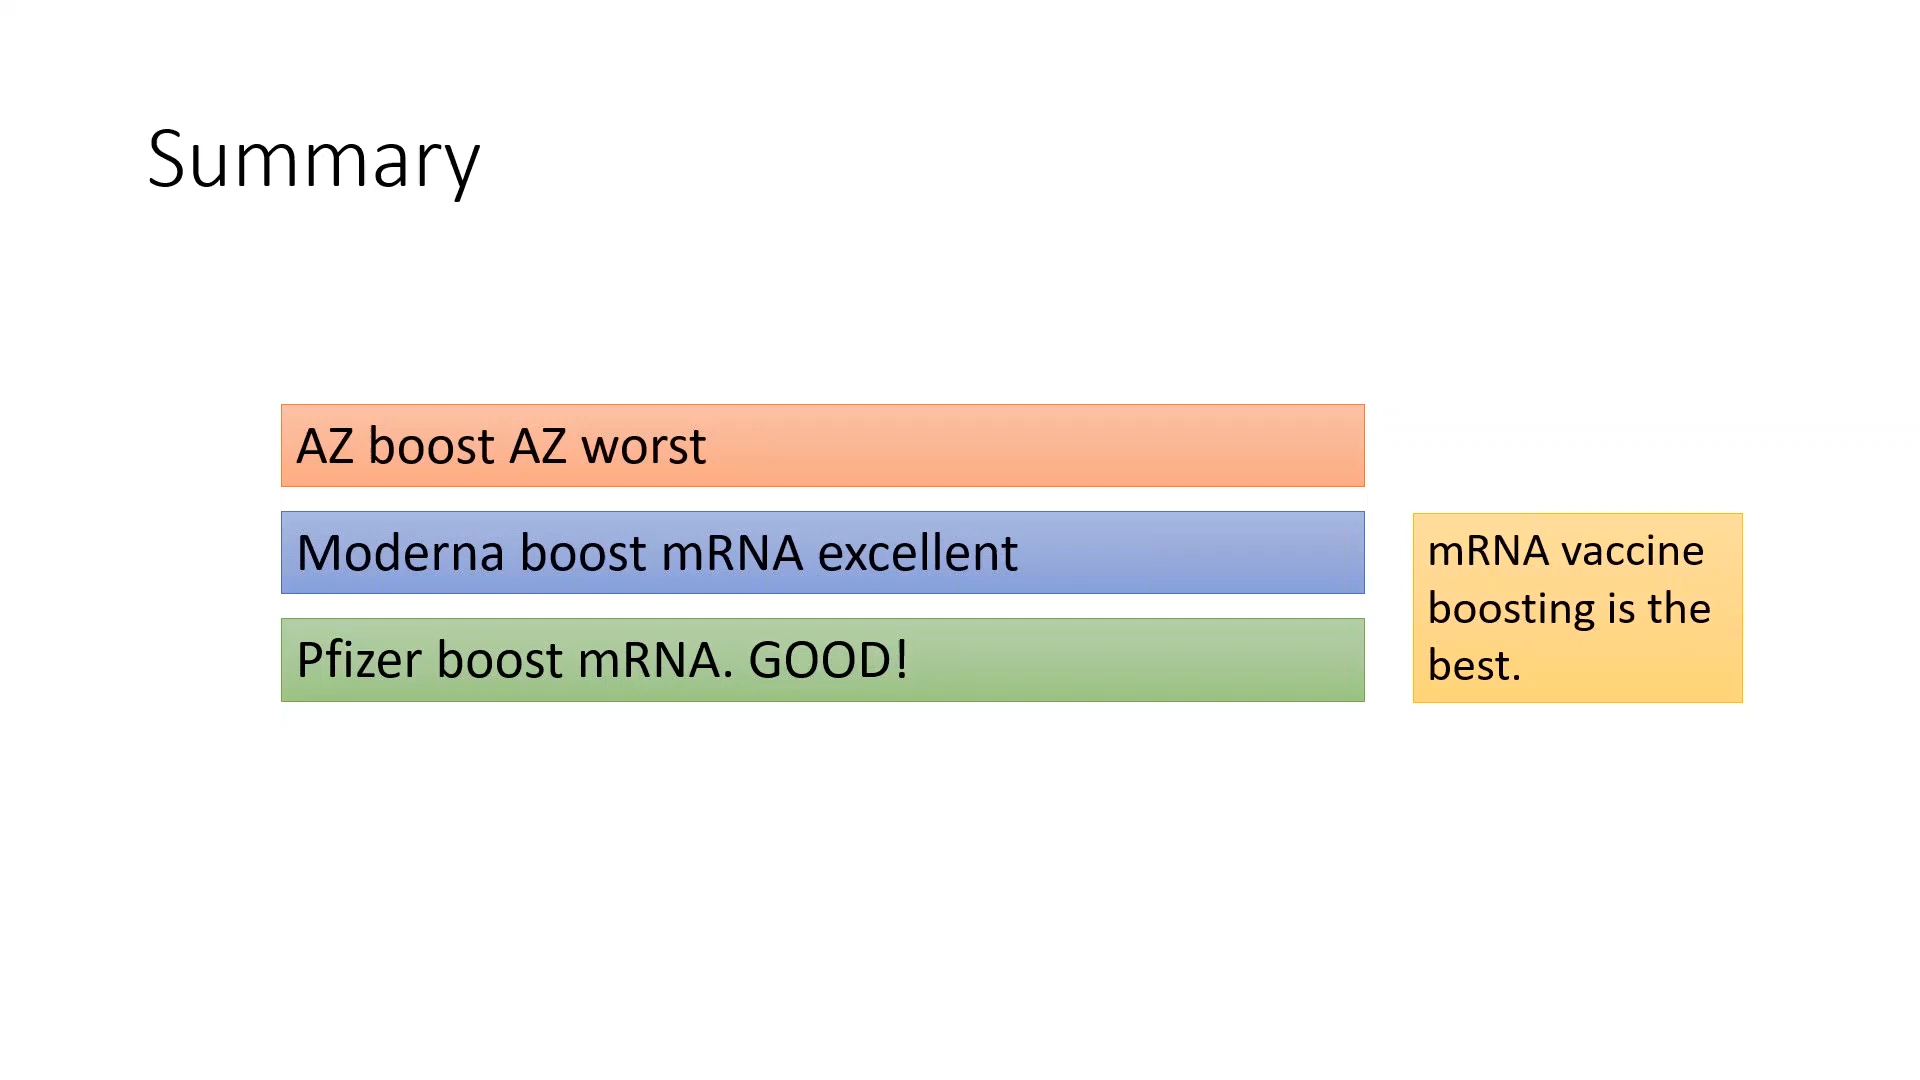 Summary
AZ boost AZ worst
Moderna boost mRNA excellent
Pfizer boost mRNA. GOOD!
mRNA vaccine
boosting is the
best.